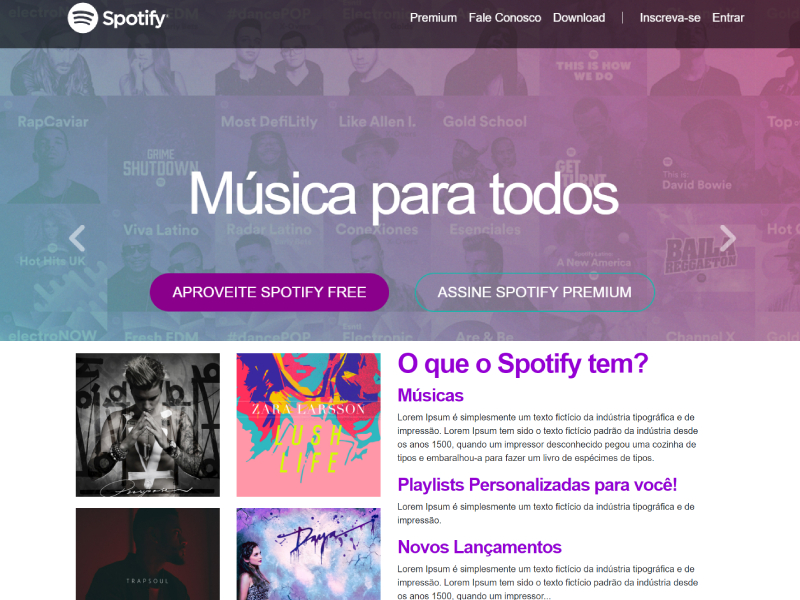 Spotify
Premium Fale Conosco Download | Inscreva-se Entrar
#dancePOP
#dancePOP
THIS IS HOW
WE DO
RapCaviar
Most DefiLitly
Like Allen I.
Gold School
Top
GRIME
SHUTDOWN
GET
TURNT
This is:
David Bowie
Música para todos
Viva Latino
Radar Latino
ConeXiones
Esenciales
Hot Hits UK
A New America
BAILA
REGGAETON
APROVEITE SPOTIFY FREE
ASSINE SPOTIFY PREMIUM
electroNOW
Fresh EDM
#dancePOP
Electronic
Are & Be
Channel X
O que o Spotify tem?
Músicas
Lorem Ipsum é simplesmente um texto fictício da indústria tipográfica e de
impressão. Lorem Ipsum tem sido o texto fictício padrão da indústria desde
os anos 1500, quando um impressor desconhecido pegou uma cozinha de
tipos e embaralhou-a para fazer um livro de espécimes de tipos.
ZARA LARSSON
LUSH
LIFE
Playlists Personalizadas para você!
Lorem Ipsum é simplesmente um texto fictício da indústria tipográfica e de
impressão.
Novos Lançamentos
Lorem Ipsum é simplesmente um texto fictício da indústria tipográfica e de
impressão. Lorem Ipsum tem sido o texto fictício padrão da indústria desde
os anos 1500, quando um impressor...
TRAPSOUL
Daya